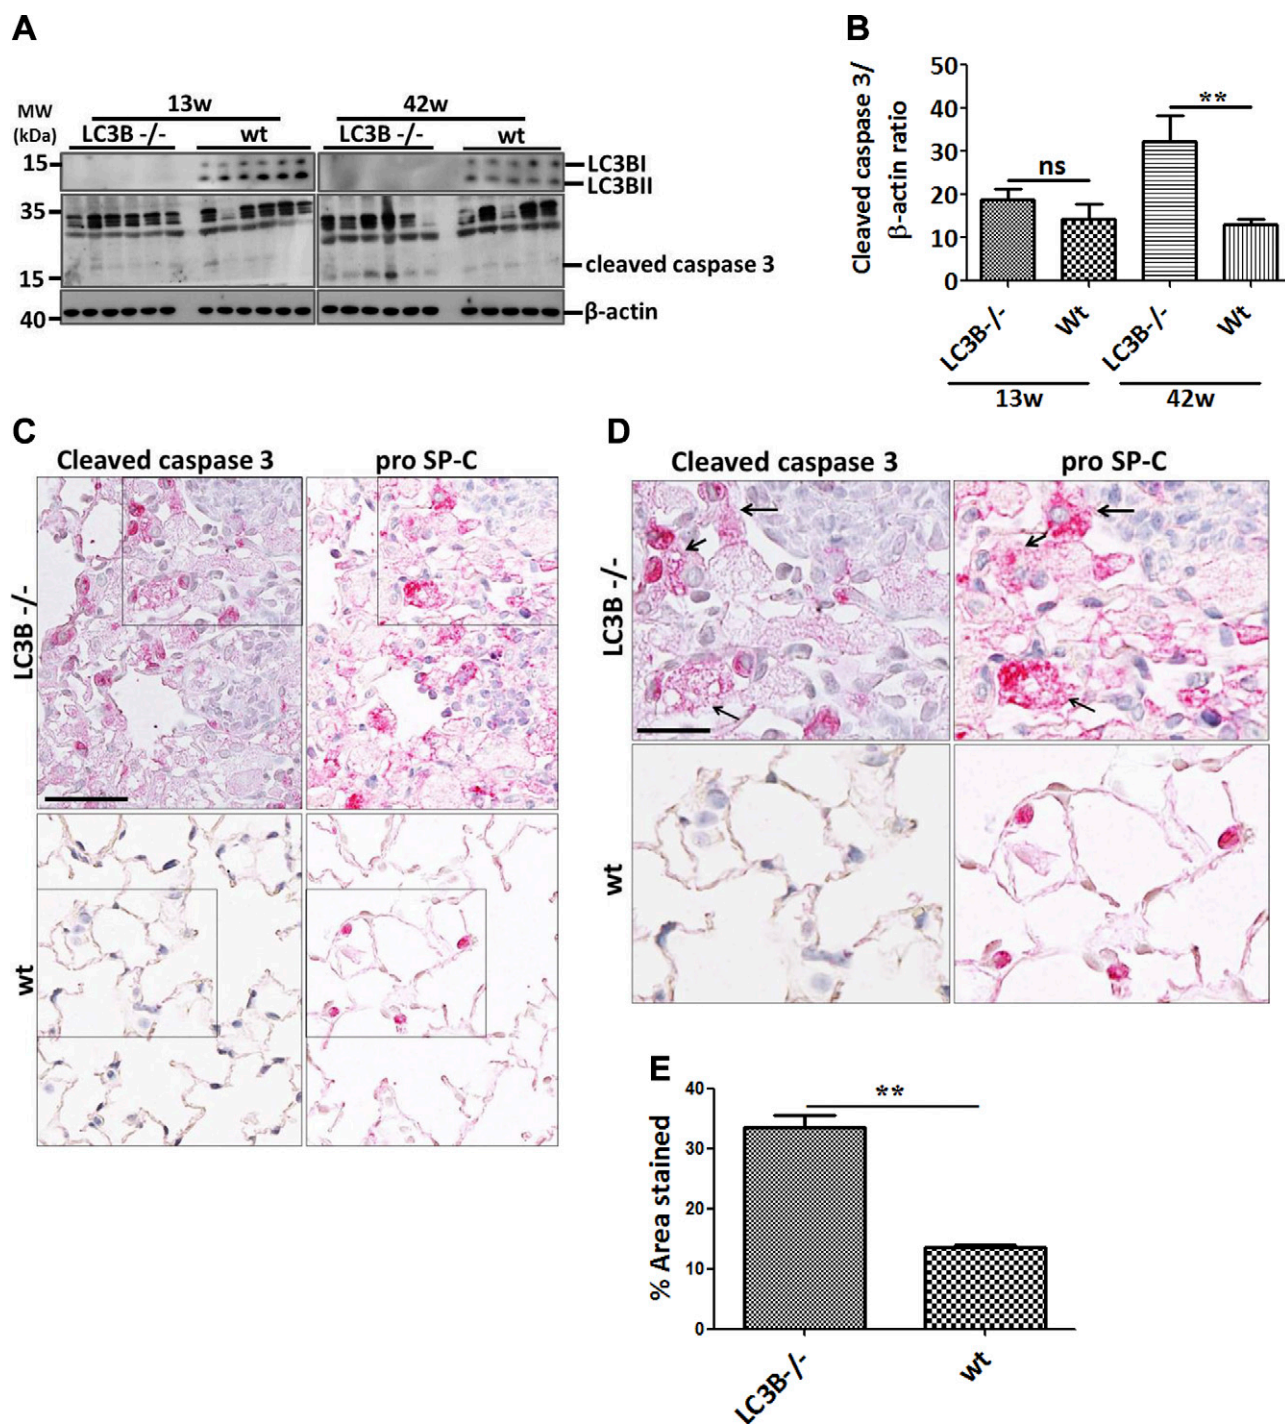 A
13w
42w
MW
(kDa)
LC3B -/-
wt
LC3B -/-
wt
15
LC3BI
LC3BII
35
cleaved caspase 3
15
40
β-actin
B
Cleaved caspase 3/
β-actin ratio
50
40
30
20
10
0
ns
**
LC3B-/-
Wt
LC3B-/-
Wt
13w
42w
C
Cleaved caspase 3
pro SP-C
LC3B -/-
wt
D
Cleaved caspase 3
pro SP-C
LC3B -/-
wt
E
% Area stained
40
30
20
10
0
**
LC3B-/-
wt